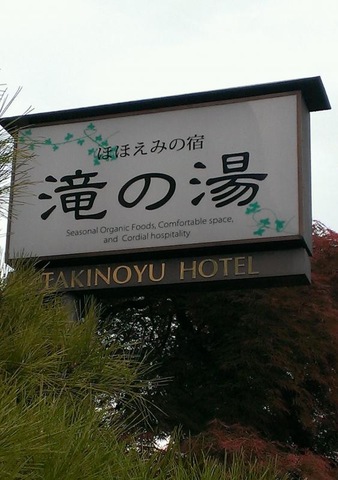 ほほえみの宿
滝の湯
Seasonal Organic Foods, Comfortable space,
and Cordial hospitality
TAKINOYU HOTEL